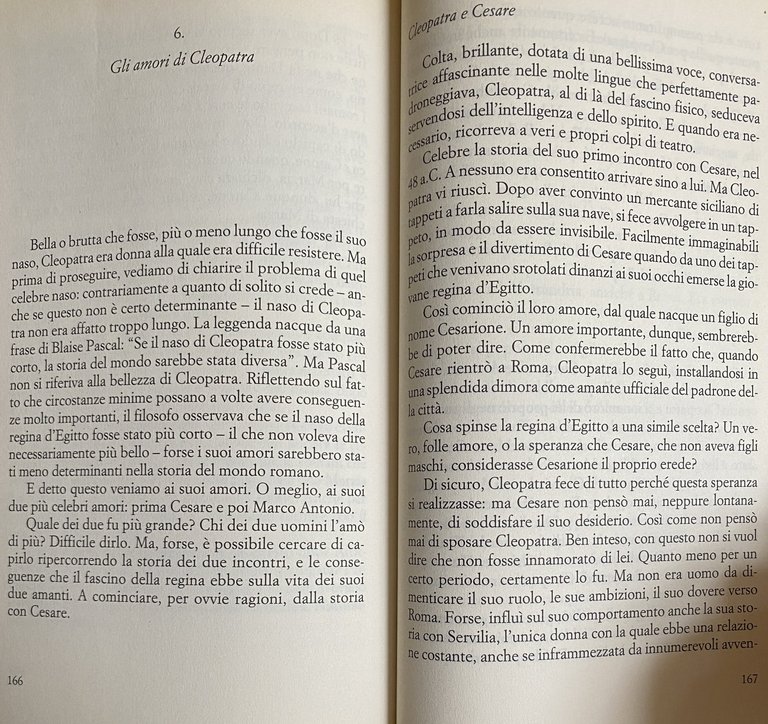 6.
Gli amori di Cleopatra
Bella o brutta che fosse, più o meno lungo che fosse il suo
naso, Cleopatra era donna alla quale era difficile resistere. Ma
prima di proseguire, vediamo di chiarire il problema di quel
celebre naso: contrariamente a quanto di solito si crede – an-
che se questo non è certo determinante – il naso di Cleopa-
tra non era affatto troppo lungo. La leggenda nacque da una
frase di Blaise Pascal: “Se il naso di Cleopatra fosse stato più
corto, la storia del mondo sarebbe stata diversa”. Ma Pascal
non si riferiva alla bellezza di Cleopatra. Riflettendo sul fat-
to che circostanze minime possano a volte avere conseguen-
ze molto importanti, il filosofo osservava che se il naso della
regina d’Egitto fosse stato più corto – il che non voleva dire
necessariamente più bello – forse i suoi amori sarebbero sta-
ti meno determinanti nella storia del mondo romano.
E detto questo veniamo ai suoi amori. O meglio, ai suoi
due più celebri amori: prima Cesare e poi Marco Antonio.
Quale dei due fu più grande? Chi dei due uomini l’amò
di più? Difficile dirlo. Ma, forse, è possibile cercare di ca-
pirlo ripercorrendo la storia dei due incontri, e le conse-
guenze che il fascino della regina ebbe sulla vita dei suoi
due amanti. A cominciare, per ovvie ragioni, dalla storia
con Cesare.
166
Cleopatra e Cesare
Colta, brillante, dotata di una bellissima voce, conversa-
trice affascinante nelle molte lingue che perfettamente pa-
droneggiava, Cleopatra, al di là del fascino fisico, seduceva
servendosi dell’intelligenza e dello spirito. E quando era ne-
cessario, ricorreva a veri e propri colpi di teatro.
Celebre la storia del suo primo incontro con Cesare, nel
48 a.C. A nessuno era consentito arrivare sino a lui. Ma Cleo-
patra vi riuscì. Dopo aver convinto un mercante siciliano di
tappeti a farla salire sulla sua nave, si fece avvolgere in un tap-
peto, in modo da essere invisibile. Facilmente immaginabili
la sorpresa e il divertimento di Cesare quando da uno dei tap-
peti che venivano srotolati dinanzi ai suoi occhi emerse la gio-
vane regina d’Egitto.
Così cominciò il loro amore, dal quale nacque un figlio di
nome Cesarione. Un amore importante, dunque, sembrereb-
be di poter dire. Come confermerebbe il fatto che, quando
Cesare rientrò a Roma, Cleopatra lo seguì, installandosi in
una splendida dimora come amante ufficiale del padrone del-
la città.
Cosa spinse la regina d’Egitto a una simile scelta? Un ve-
ro, folle amore, o la speranza che Cesare, che non aveva figli
maschi, considerasse Cesarione il proprio erede?
Di sicuro, Cleopatra fece di tutto perché questa speranza
si realizzasse: ma Cesare non pensò mai, neppure lontana-
mente, di soddisfare il suo desiderio. Così come non pensò
mai di sposare Cleopatra. Ben inteso, con questo non si vuol
dire che non fosse innamorato di lei. Quanto meno per un
certo periodo, certamente lo fu. Ma non era uomo da di-
menticare il suo ruolo, le sue ambizioni, il suo dovere verso
Roma. Forse, influì sul suo comportamento anche la sua sto-
ria con Servilia, l’unica donna con la quale ebbe una relazio-
ne costante, anche se inframmezzata da innumerevoli avven-
167